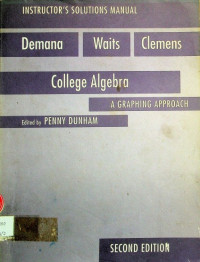 INSTRUCTOR'S SOLUTIONS MANUAL
Demana Waits Clemens
College Algebra
A GRAPHING APPROACH
Edited by PENNY DUNHAM
SECOND EDITION